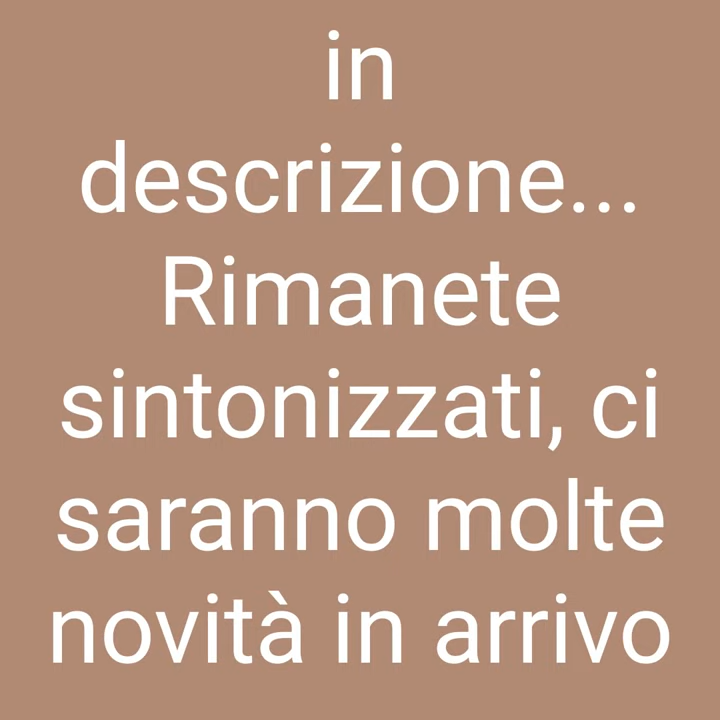 in
descrizione...
Rimanete
sintonizzati, ci
saranno molte
novità in arrivo